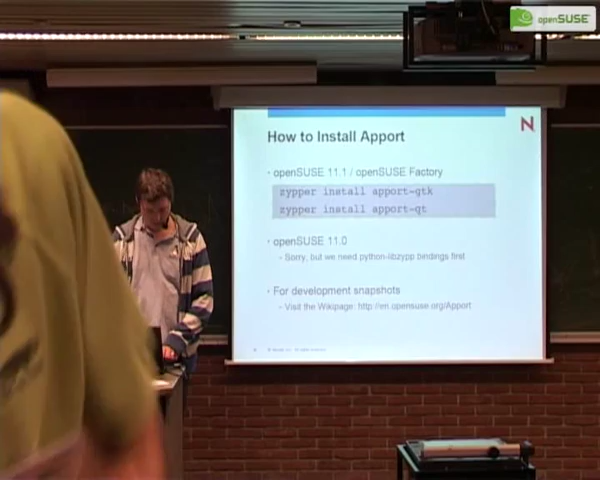 openSUSE
How to Install Apport
N
· openSUSE 11.1 / openSUSE Factory
zypper install apport-gtk
zypper install apport-qt
· openSUSE 11.0
– Sorry, but we need python-libzypp bindings first
· For development snapshots
– Visit the Wikipage: http://en.opensuse.org/Apport